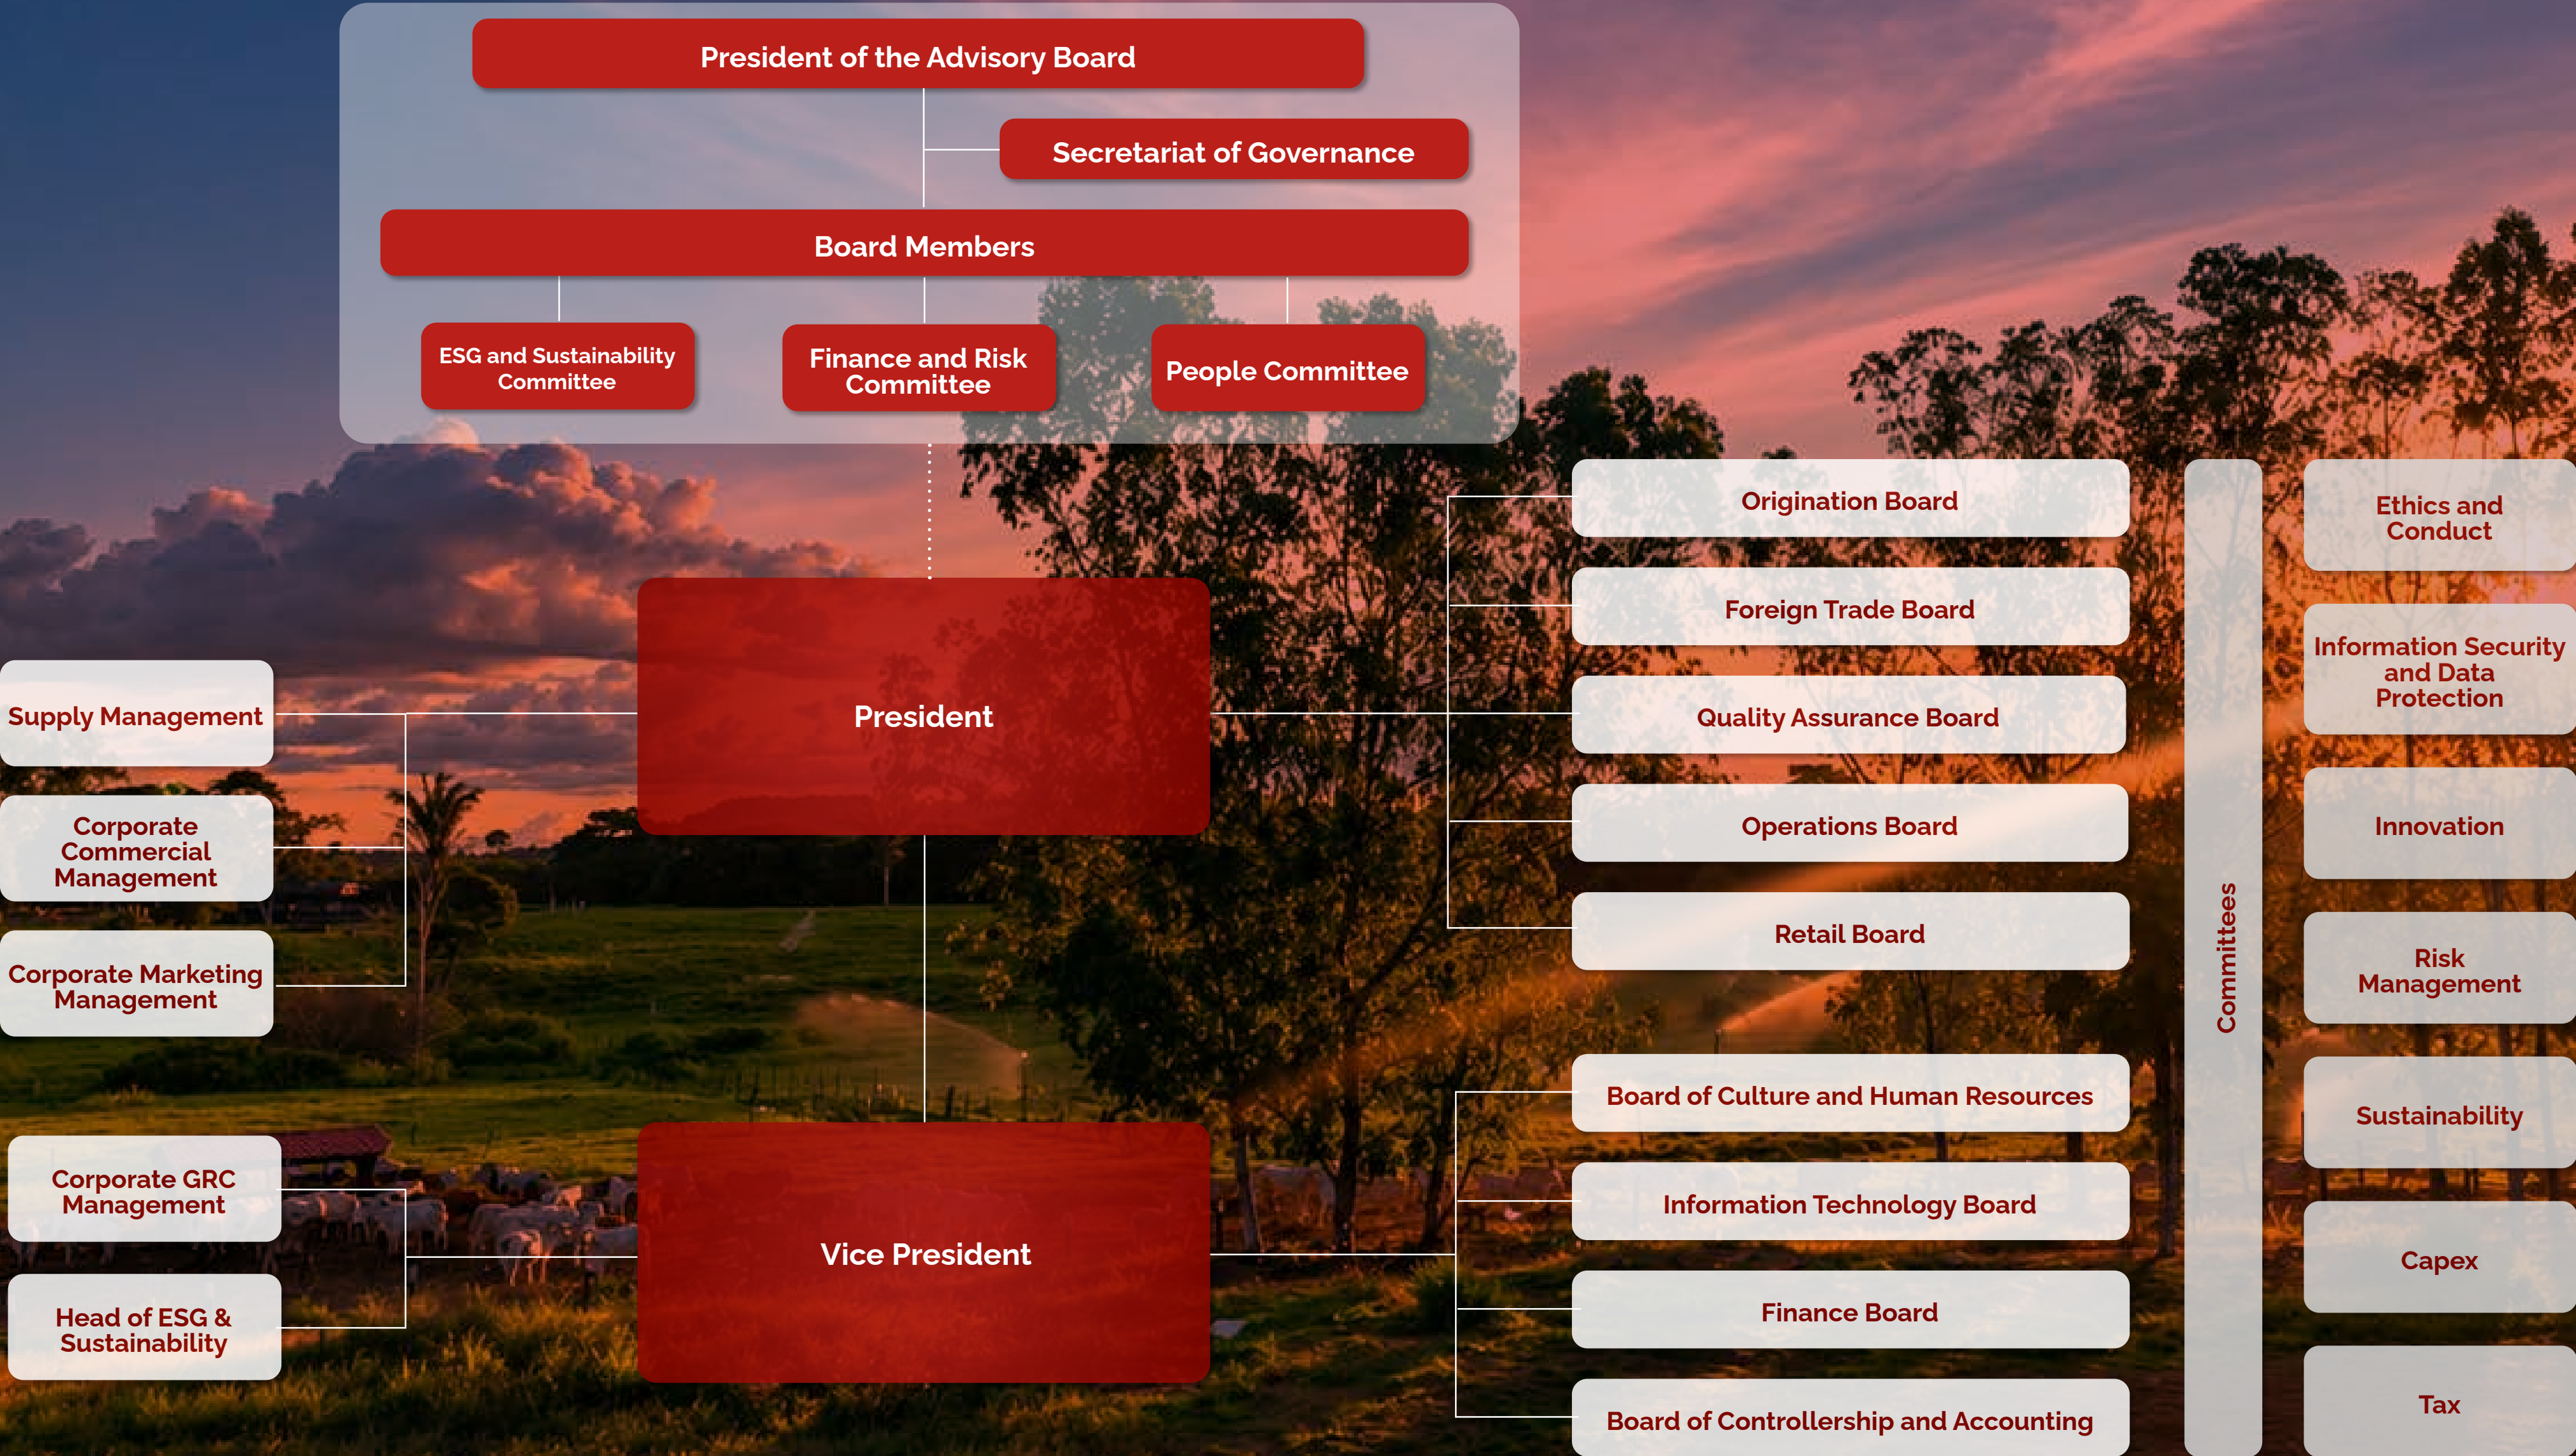 President of the Advisory Board
Secretariat of Governance
Board Members
ESG and Sustainability
Committee
Finance and Risk
Committee
People Committee
President
Supply Management
Corporate
Commercial
Management
Corporate Marketing
Management
Origination Board
Foreign Trade Board
Quality Assurance Board
Operations Board
Retail Board
Vice President
Corporate GRC
Management
Head of ESG &
Sustainability
Board of Culture and Human Resources
Information Technology Board
Finance Board
Board of Controllership and Accounting
Committees
Ethics and
Conduct
Information Security
and Data
Protection
Innovation
Risk
Management
Sustainability
Capex
Tax